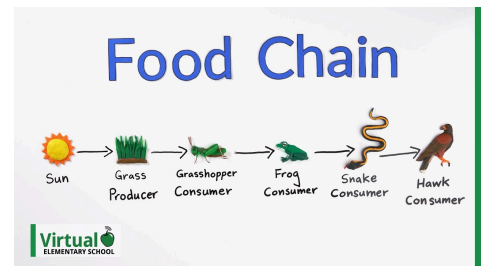 Food Chain
Sun
Grass
Producer
Grasshopper
Consumer
Frog
Consumer
Snake
Consumer
Hawk
Consumer
Virtual
ELEMENTARY SCHOOL